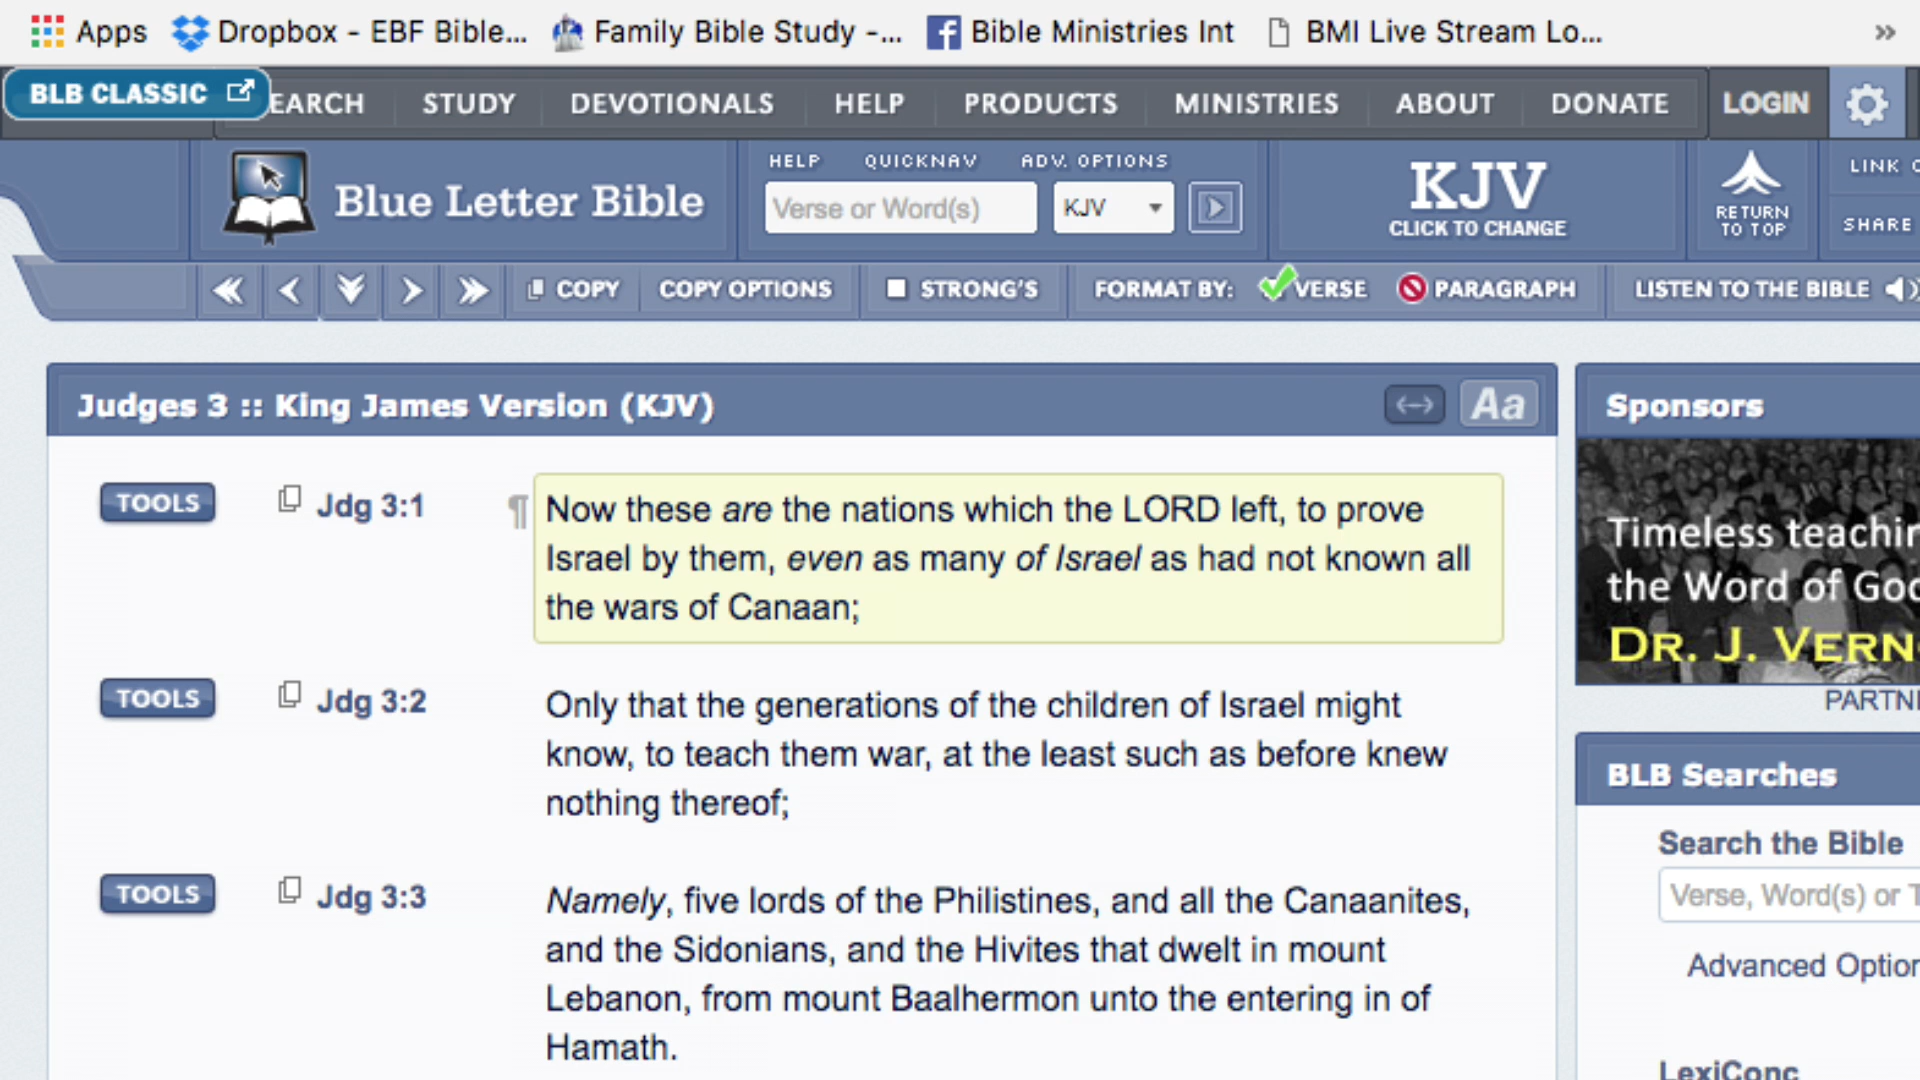 Apps Dropbox - EBF Bible... Family Bible Study -... Bible Ministries Int BMI Live Stream Lo... »
BLB CLASSIC EARCH STUDY DEVOTIONALS HELP PRODUCTS MINISTRIES ABOUT DONATE LOGIN
HELP QUICKNAV ADV. OPTIONS
Blue Letter Bible
Verse or Word(s) KJV
KJV
CLICK TO CHANGE
RETURN
TO TOP
LINK
SHARE
COPY COPY OPTIONS STRONG'S FORMAT BY: VERSE PARAGRAPH LISTEN TO THE BIBLE
Judges 3 :: King James Version (KJV) Aa
TOOLS Jdg 3:1 ¶ Now these are the nations which the LORD left, to prove
Israel by them, even as many of Israel as had not known all
the wars of Canaan;
TOOLS Jdg 3:2 Only that the generations of the children of Israel might
know, to teach them war, at the least such as before knew
nothing thereof;
TOOLS Jdg 3:3 Namely, five lords of the Philistines, and all the Canaanites,
and the Sidonians, and the Hivites that dwelt in mount
Lebanon, from mount Baalhermon unto the entering in of
Hamath.
Sponsors
Timeless teachin
the Word of God
DR. J. VERN
PARTN
BLB Searches
Search the Bible
Verse, Word(s) or T
Advanced Option
LexiConc